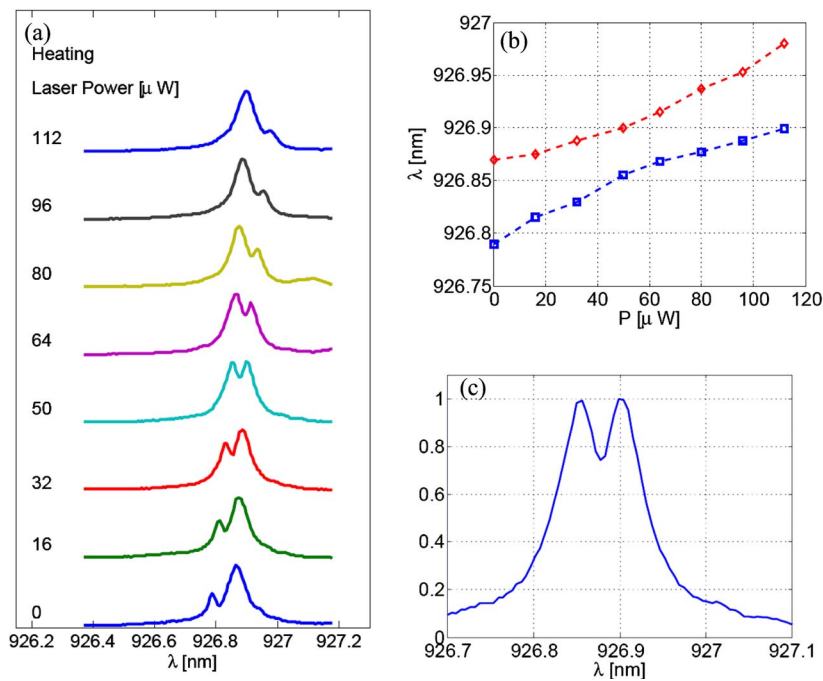 (a)
Heating
Laser Power [μ W]
112
96
80
64
50
32
16
0
926.2 926.4 926.6 926.8 927 927.2
λ [nm]
(b)
927
926.95
926.9
926.85
926.8
926.75
λ [nm]
0 20 40 60 80 100 120
P [μ W]
(c)
1
0.8
0.6
0.4
0.2
0
926.7 926.8 926.9 927 927.1
λ [nm]